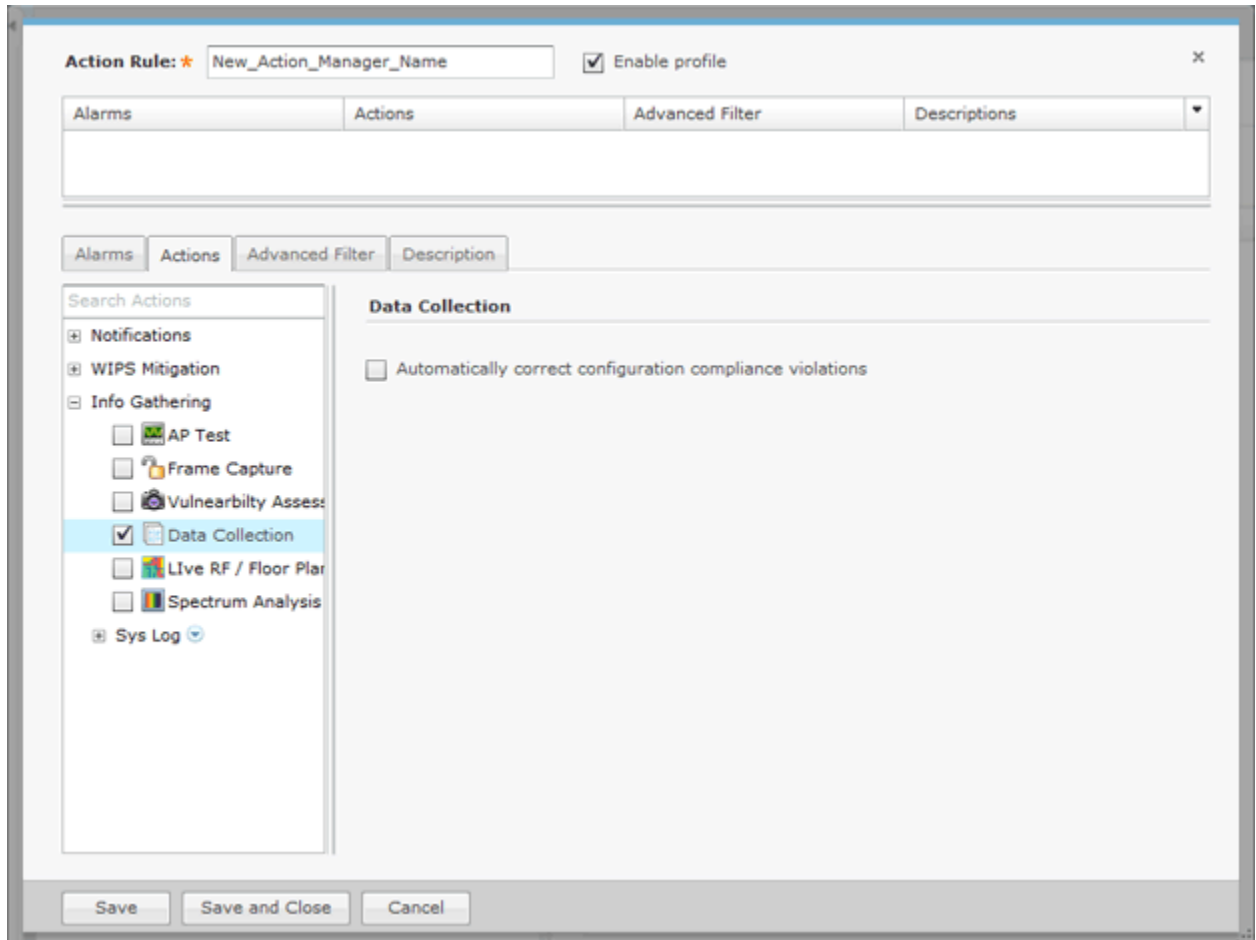 Action Rule: * New_Action_Manager_Name Enable profile
Alarms Actions Advanced Filter Descriptions
Alarms Actions Advanced Filter Description
Search Actions
Data Collection
Notifications
WIPS Mitigation
Automatically correct configuration compliance violations
Info Gathering
AP Test
Frame Capture
Vulnearbilty Assess
Data Collection
LIve RF / Floor Plan
Spectrum Analysis
Sys Log
Save Save and Close Cancel